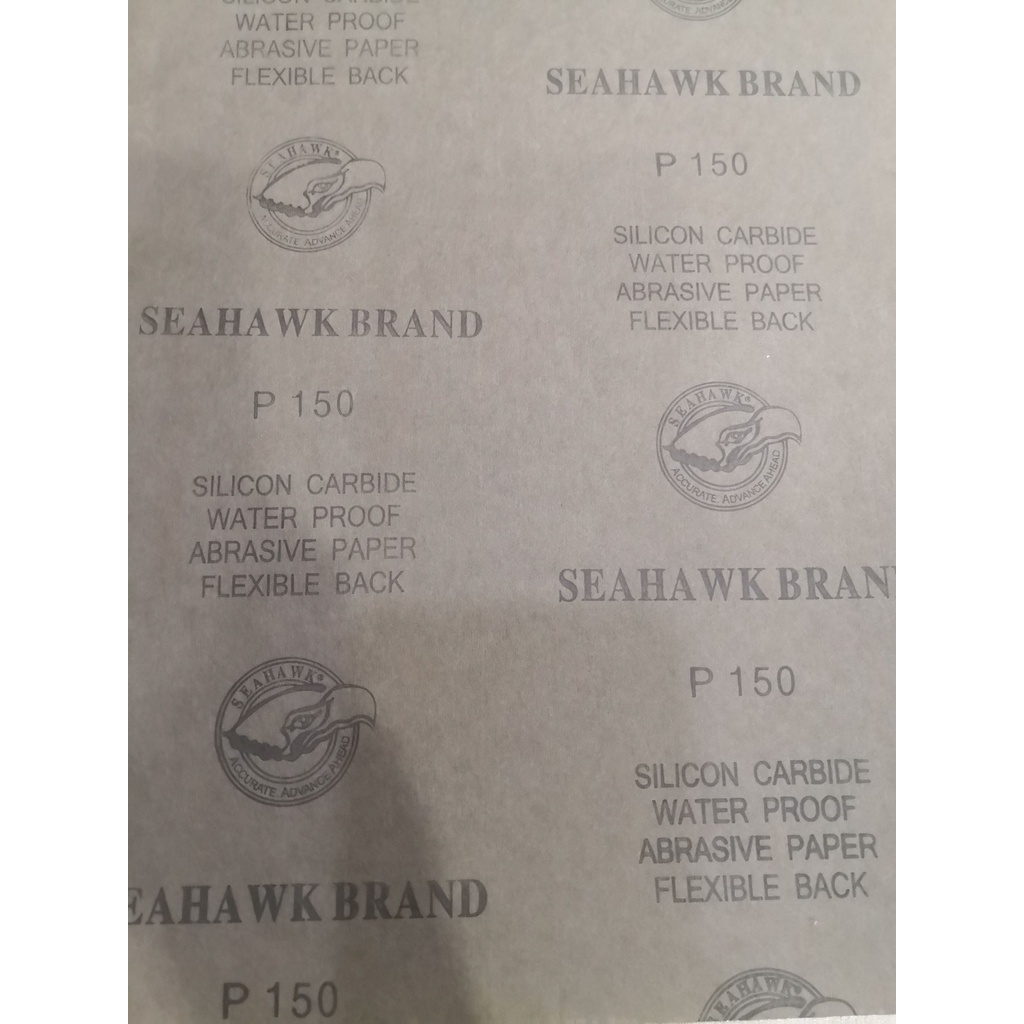 SILICON CARBIDE
WATER PROOF
ABRASIVE PAPER
FLEXIBLE BACK
SEAHAWK®
ACCURATE ADVANCE AHEAD
SEAHAWK BRAND
P 150
SILICON CARBIDE
WATER PROOF
ABRASIVE PAPER
FLEXIBLE BACK
SEAHAWK®
ACCURATE ADVANCE AHEAD
EAHAWK BRAND
P 150
SEAHAWK BRAND
P 150
SILICON CARBIDE
WATER PROOF
ABRASIVE PAPER
FLEXIBLE BACK
SEAHAWK®
ACCURATE ADVANCE AHEAD
SEAHAWK BRAN
P 150
SILICON CARBIDE
WATER PROOF
ABRASIVE PAPER
FLEXIBLE BACK
SEAHAWK®